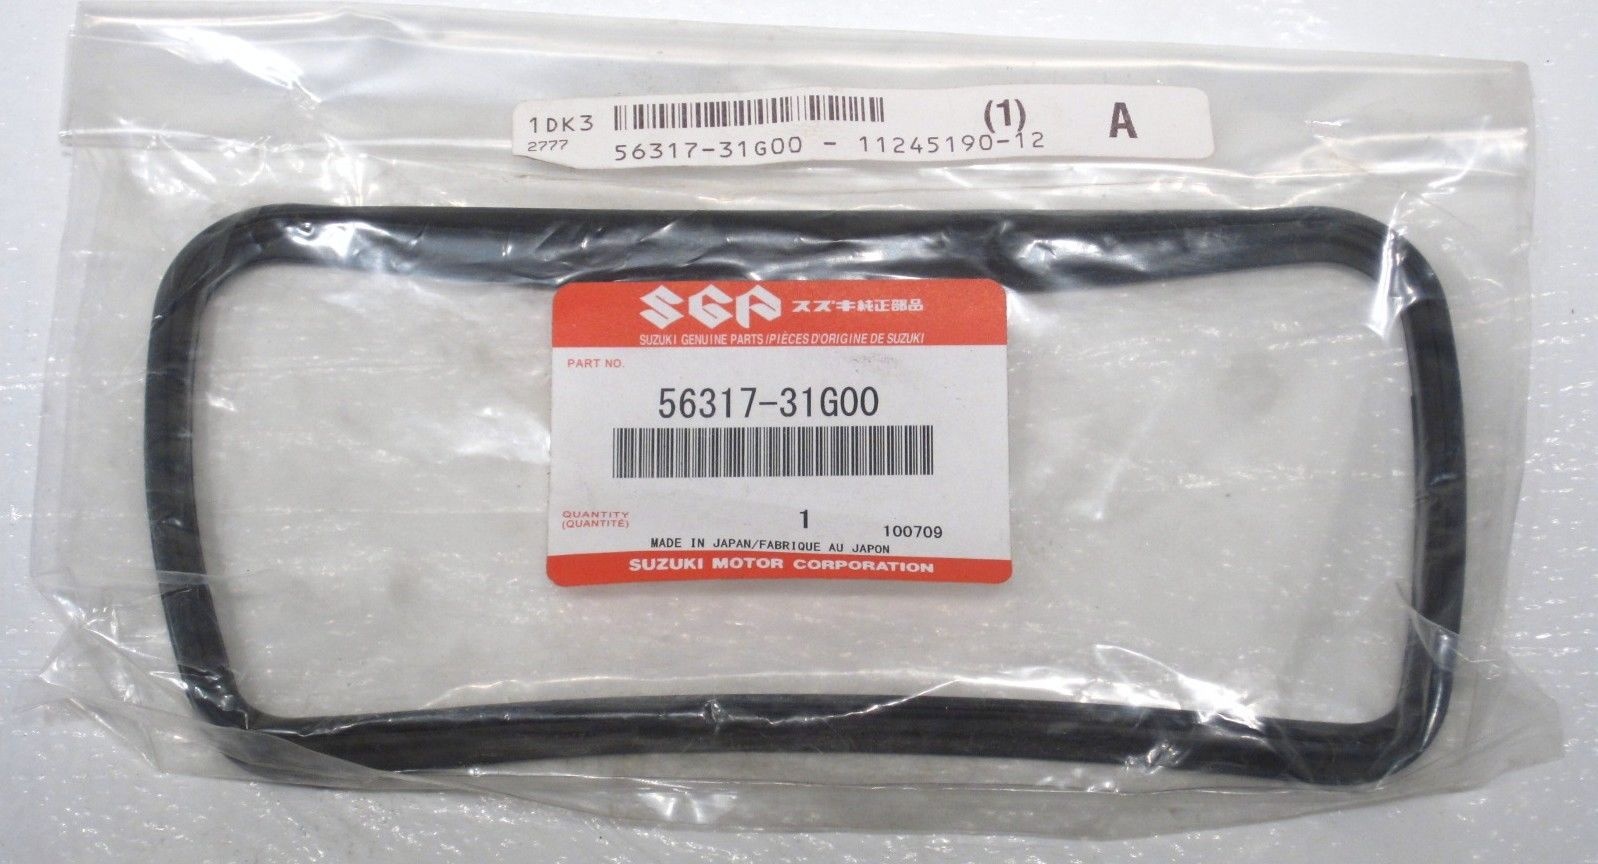 1DK3 (1) A
2777 56317-31G00 - 11245190-12
SGP スズキ純正部品
SUZUKI GENUINE PARTS/PIÈCES D'ORIGINE DE SUZUKI
PART NO.
56317-31G00
QUANTITY
(QUANTITÉ) 1 100709
MADE IN JAPAN/FABRIQUE AU JAPON
SUZUKI MOTOR CORPORATION